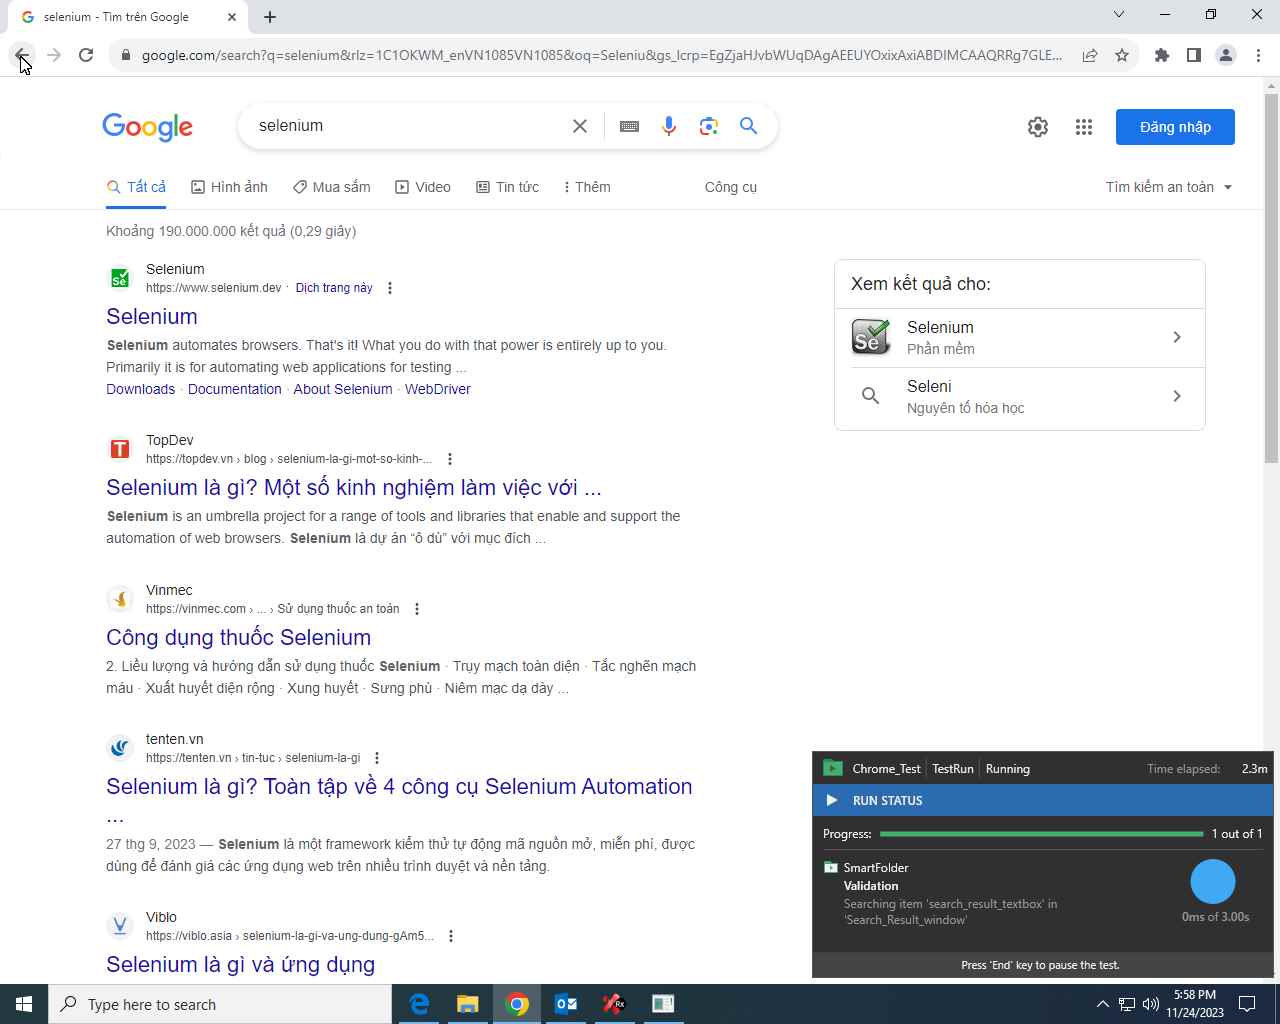 selenium - Tìm trên Google
google.com/search?q=selenium&rlz=1C1OKWM_enVN1085VN1085&oq=Seleniu&gs_lcrp=EgZjaHJvbWUqDAgAEEUYOxixAxiABDIMCAAQRRg7GLE...
Google
selenium
Đăng nhập
Tất cả
Hình ảnh
Mua sắm
Video
Tin tức
Thêm
Công cụ
Tìm kiếm an toàn
Khoảng 190.000.000 kết quả (0,29 giây)
Selenium
https://www.selenium.dev · Dịch trang này
Selenium
Selenium automates browsers. That's it! What you do with that power is entirely up to you.
Primarily it is for automating web applications for testing ...
Downloads · Documentation · About Selenium · WebDriver
Xem kết quả cho:
Se
Selenium
Phần mềm
Seleni
Nguyên tố hóa học
TopDev
https://topdev.vn › blog › selenium-la-gi-mot-so-kinh-...
Selenium là gì? Một số kinh nghiệm làm việc với ...
Selenium is an umbrella project for a range of tools and libraries that enable and support the
automation of web browsers. Selenium là dự án “ô dù” với mục đích ...
Vinmec
https://vinmec.com › ... › Sử dụng thuốc an toàn
Công dụng thuốc Selenium
2. Liều lượng và hướng dẫn sử dụng thuốc Selenium · Trụy mạch toàn diện · Tắc nghẽn mạch
máu · Xuất huyết diện rộng · Xung huyết · Sưng phù · Niêm mạc dạ dày ...
tenten.vn
https://tenten.vn › tin-tuc › selenium-la-gi
Selenium là gì? Toàn tập về 4 công cụ Selenium Automation
...
27 thg 9, 2023 — Selenium là một framework kiểm thử tự động mã nguồn mở, miễn phí, được
dùng để đánh giá các ứng dụng web trên nhiều trình duyệt và nền tảng.
Viblo
https://viblo.asia › selenium-la-gi-va-ung-dung-gAm5...
Selenium là gì và ứng dụng
Chrome_Test | TestRun | Running
Time elapsed: 2.3m
RUN STATUS
Progress: 1 out of 1
SmartFolder
Validation
Searching item 'search_result_textbox' in
'Search_Result_window'
0ms of 3.00s
Press 'End' key to pause the test.
Type here to search
5:58 PM
11/24/2023